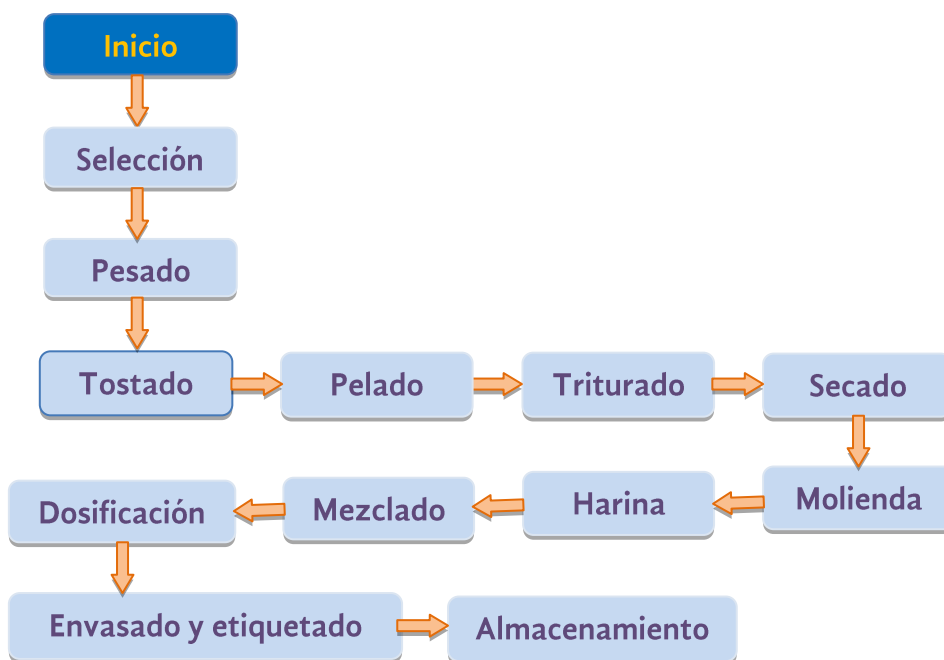 Inicio
Selección
Pesado
Tostado
Pelado
Triturado
Secado
Molienda
Harina
Mezclado
Dosificación
Envasado y etiquetado
Almacenamiento